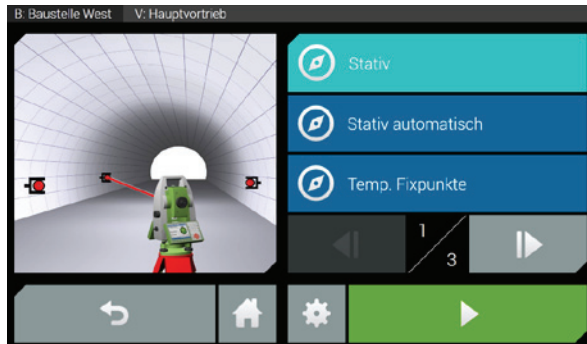 B: Baustelle West V: Hauptvortrieb
Stativ
Stativ automatisch
Temp. Fixpunkte
1
3